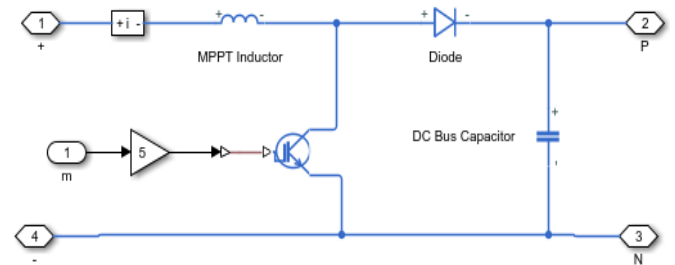 1
+
+ i -
+ -
MPPT Inductor
+ -
Diode
2
P
1
m
5
DC Bus Capacitor
+
4
-
3
N